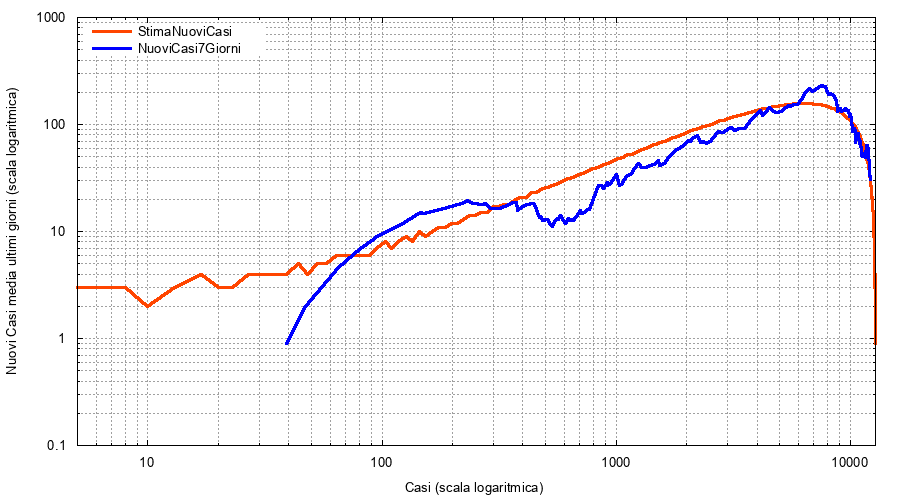 1000
100
10
1
0.1
StimaNuoviCasi
NuoviCasi7Giorni
Nuovi Casi media ultimi giorni (scala logaritmica)
10
100
1000
10000
Casi (scala logaritmica)